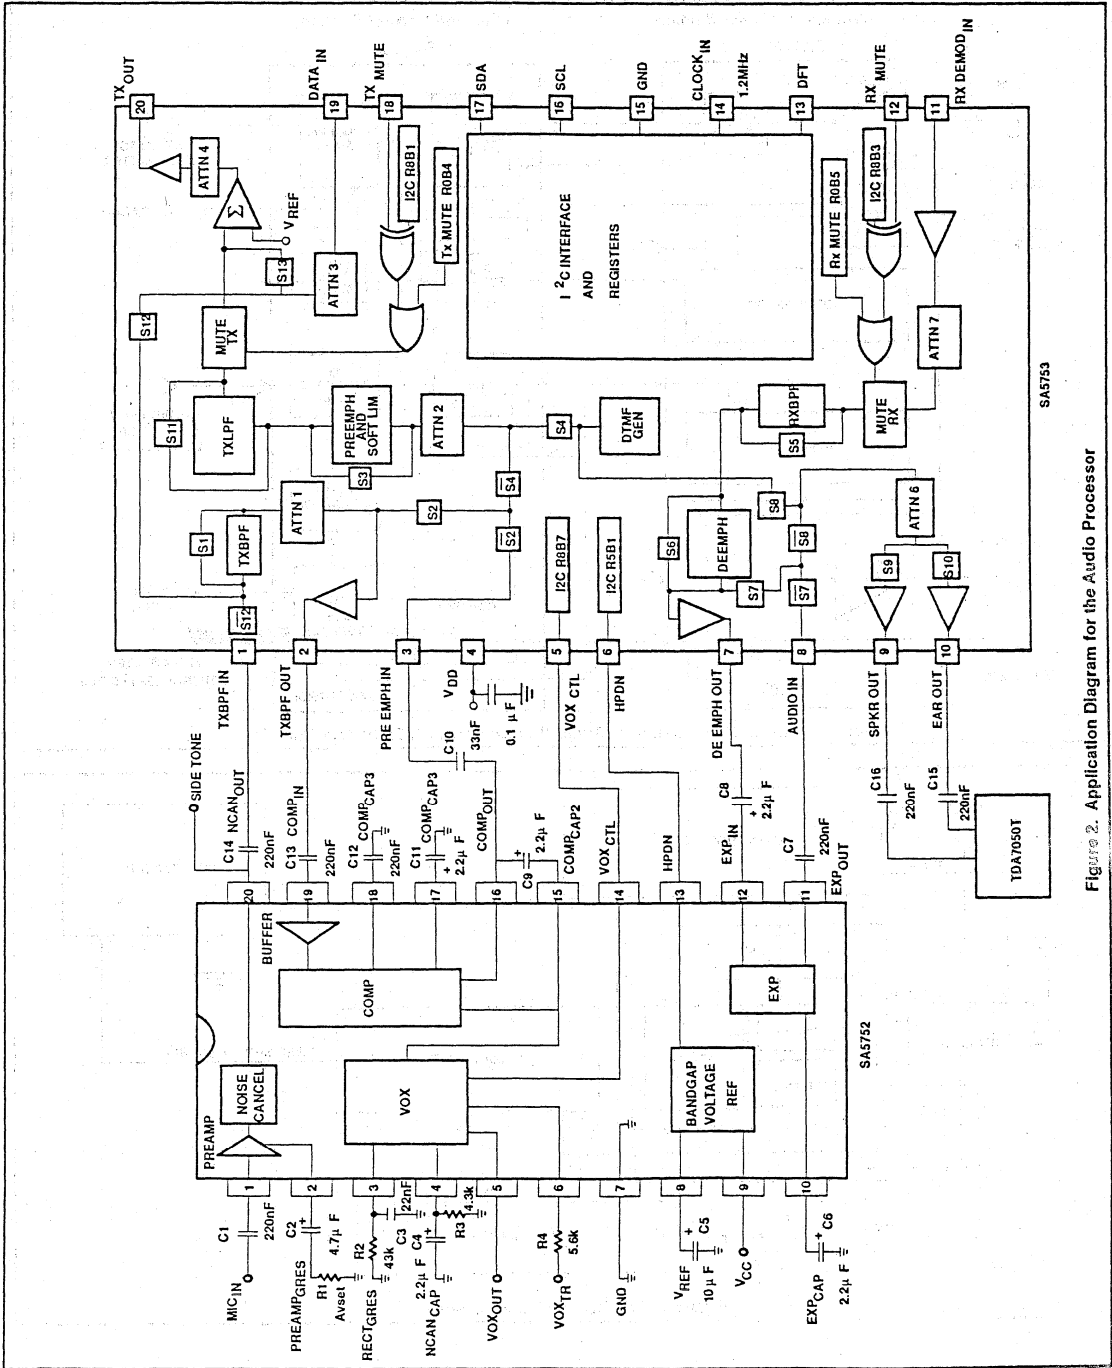 TX OUT
20
DATA IN
19
TX MUTE
18
SDA
17
SCL
16
GND
15
CLOCK IN
1.2MHz
14
DFT
13
RX MUTE
12
RX DEMOD IN
11
ATTN 4
Σ
V REF
S13
ATTN 3
S12
MUTE TX
I2C R8B1
Tx MUTE R0B4
I 2C INTERFACE
AND
REGISTERS
Rx MUTE R0B5
I2C R8B3
ATTN 7
MUTE RX
S11
TXLPF
PREEMPH
AND
SOFT LIM
S3
ATTN 2
S4
DTMF
GEN
RXBPF
S5
S1
TXBPF
ATTN 1
S2
S4
S2
S12
I2C R8B7
I2C R5B1
S6
DEEMPH
S7
S8
S8
S7
ATTN 6
S9
S10
SA5753
1
TXBPF IN
2
TXBPF OUT
3
PRE EMPH IN
4
VDD
5
VOX CTL
6
HPDN
7
DE EMPH OUT
8
AUDIO IN
9
SPKR OUT
10
EAR OUT
SIDE TONE
C14 NCAN OUT
220nF
C13 COMP IN
220nF
C12 COMP CAP3
220nF
C11 COMP CAP3
+ 2.2μ F
C10
33nF
0.1 μ F
COMP OUT
C9 + 2.2μ F
COMP CAP2
VOX CTL
HPDN
EXP IN
C8
+ 2.2μ F
C7
220nF
EXP OUT
C16
220nF
C15
220nF
TDA7050T
20
19
18
17
16
15
14
13
12
11
BUFFER
COMP
EXP
PREAMP
NOISE
CANCEL
VOX
BANDGAP
VOLTAGE
REF
SA5752
1
2
3
4
5
6
7
8
9
10
MIC IN
C1
220nF
PREAMP GRES
C2 +
4.7μ F
R1
Avset
RECT GRES
R2
43k
C3
22nF
NCAN CAP
2.2μ F C4 +
R3
4.3k
VOX OUT
VOX TR
R4
5.6k
GND
V REF
10 μ F
+ C5
VCC
EXP CAP
2.2μ F
+ C6
Figure 2. Application Diagram for the Audio Processor